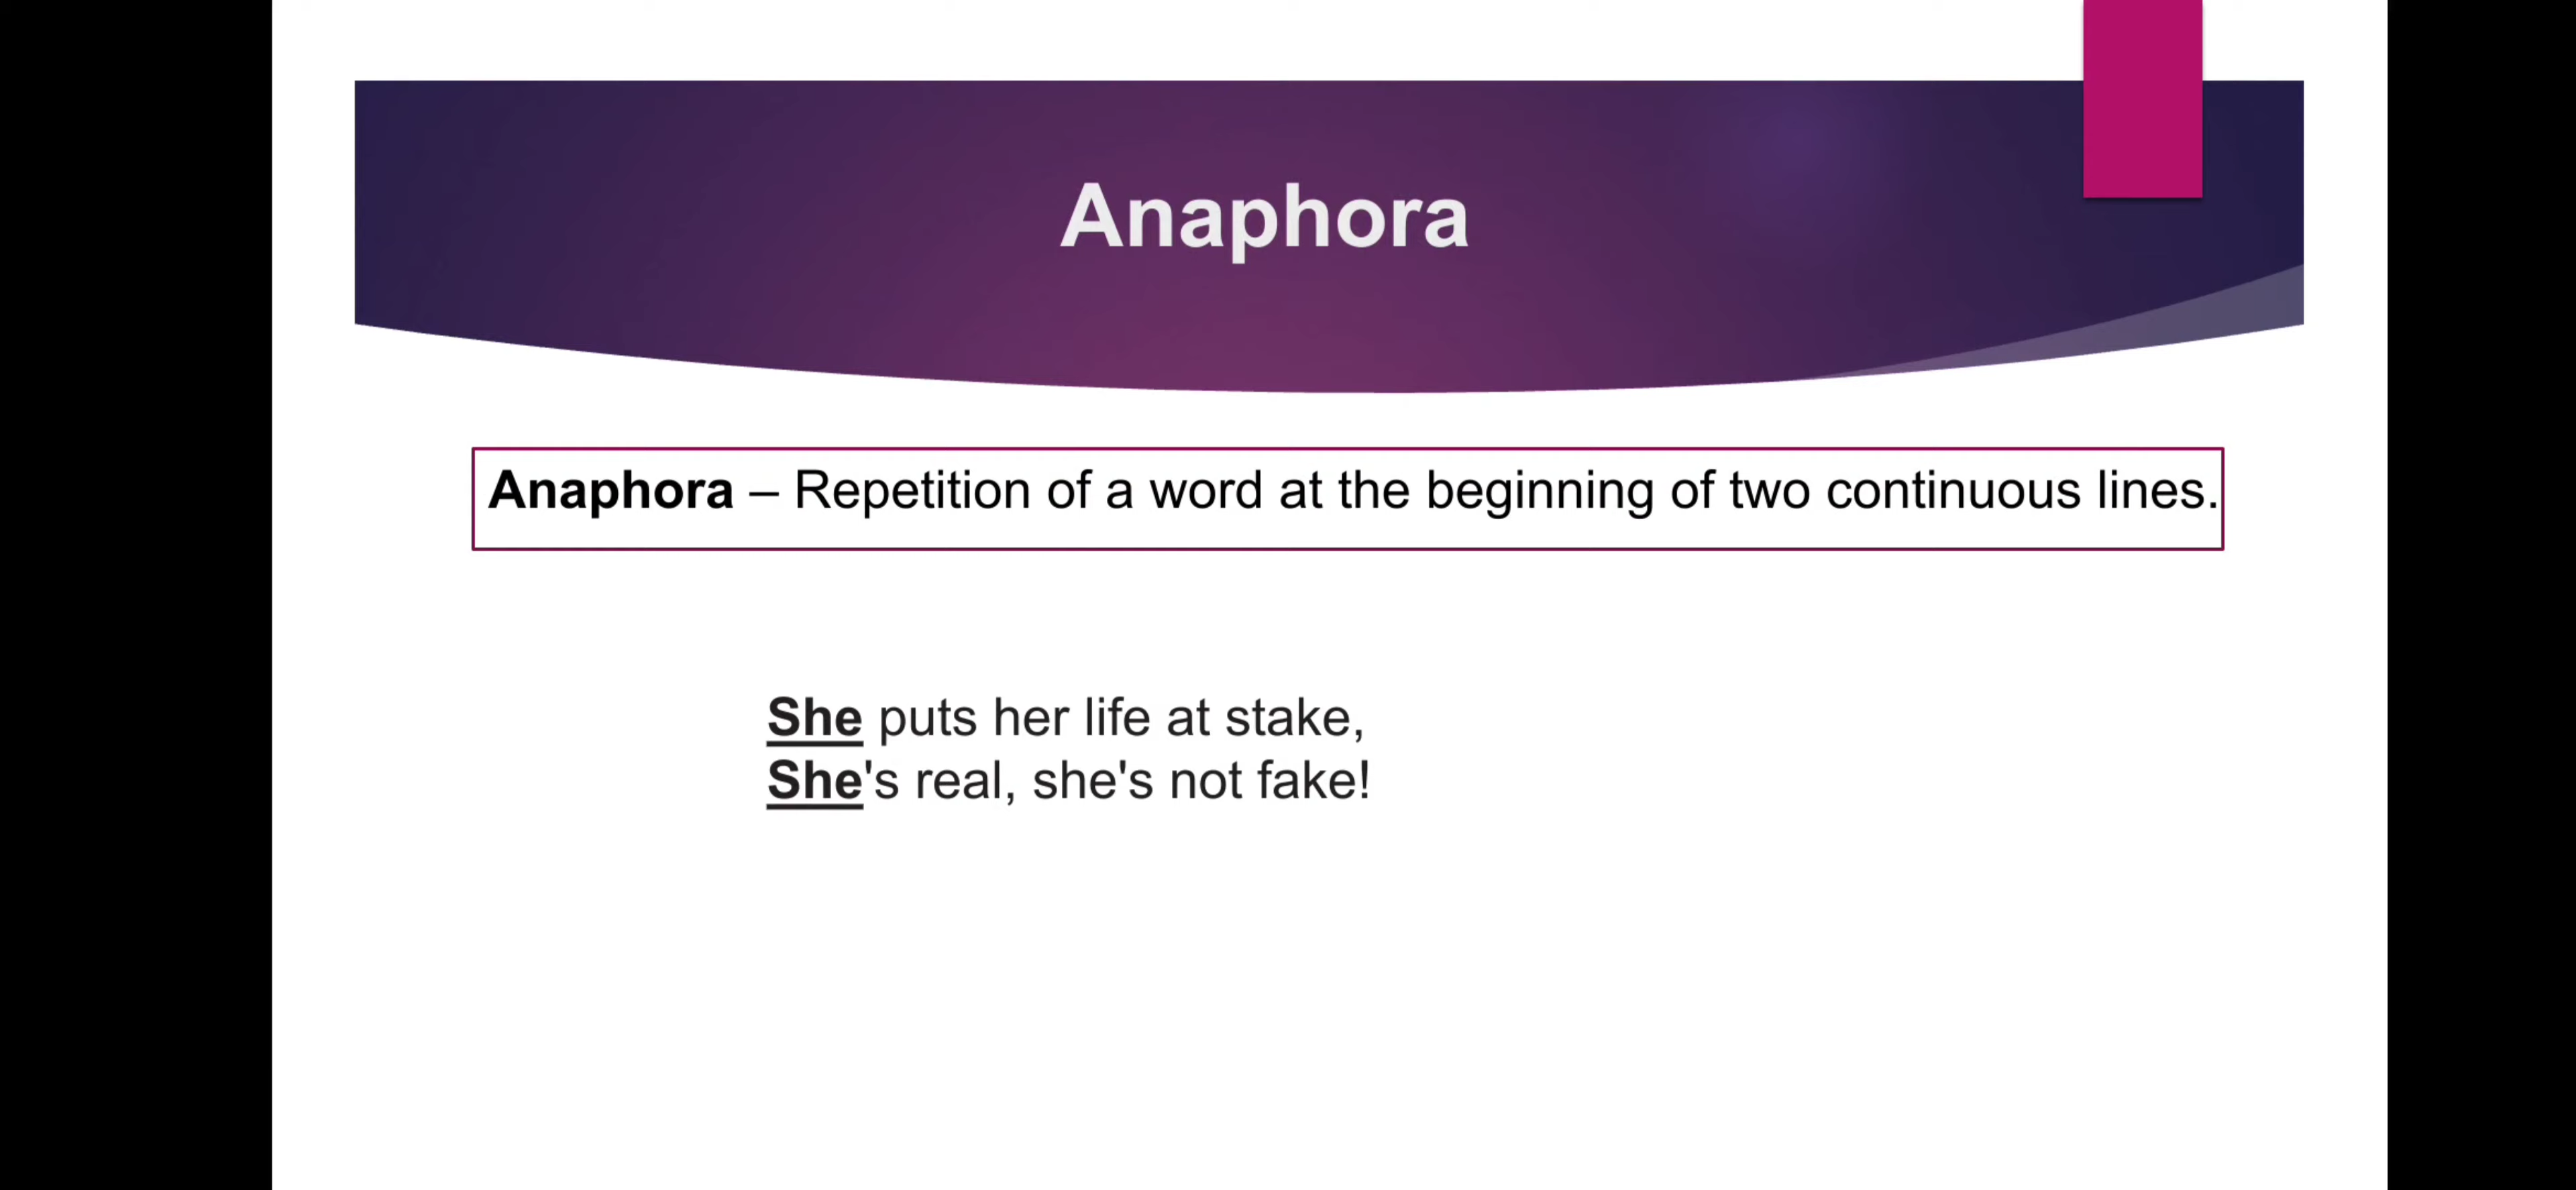 Anaphora
Anaphora – Repetition of a word at the beginning of two continuous lines.
She puts her life at stake,
She's real, she's not fake!